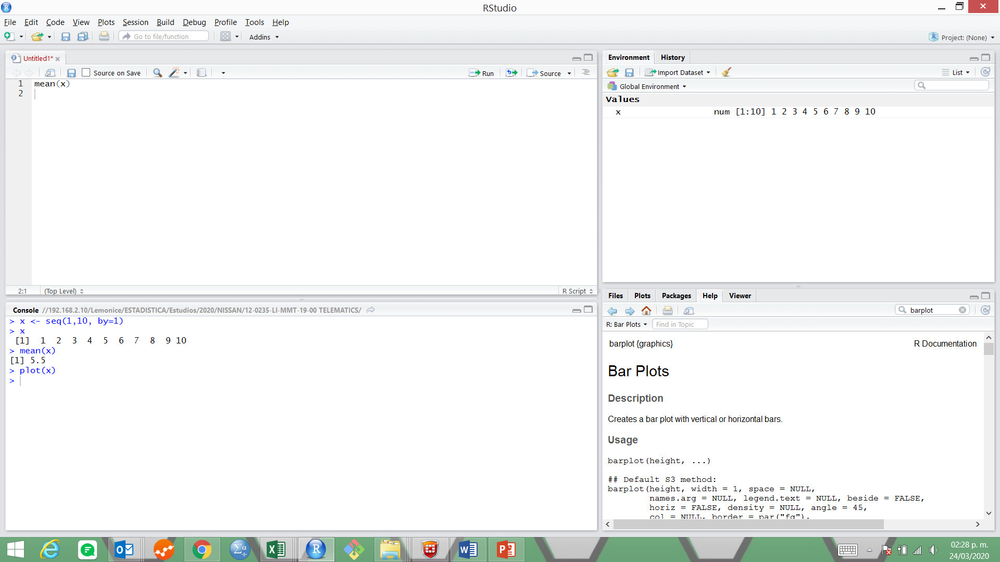 RStudio
File Edit Code View Plots Session Build Debug Profile Tools Help
Go to file/function Addins Project: (None)
Untitled1*
Source on Save Run Source
1 mean(x)
2
2:1 (Top Level) R Script
Console //192.168.2.10/Lemonice/ESTADISTICA/Estudios/2020/NISSAN/12-0235-LI-MMT-19-00 TELEMATICS/
> x <- seq(1,10, by=1)
> x
[1] 1 2 3 4 5 6 7 8 9 10
> mean(x)
[1] 5.5
> plot(x)
>
Environment History
Import Dataset List
Global Environment
Values
x num [1:10] 1 2 3 4 5 6 7 8 9 10
Files Plots Packages Help Viewer
barplot
R: Bar Plots Find in Topic
barplot {graphics} R Documentation
Bar Plots
Description
Creates a bar plot with vertical or horizontal bars.
Usage
barplot(height, ...)
## Default S3 method:
barplot(height, width = 1, space = NULL,
names.arg = NULL, legend.text = NULL, beside = FALSE,
horiz = FALSE, density = NULL, angle = 45,
col = NULL, border = par("fg"),
02:28 p. m.
24/03/2020